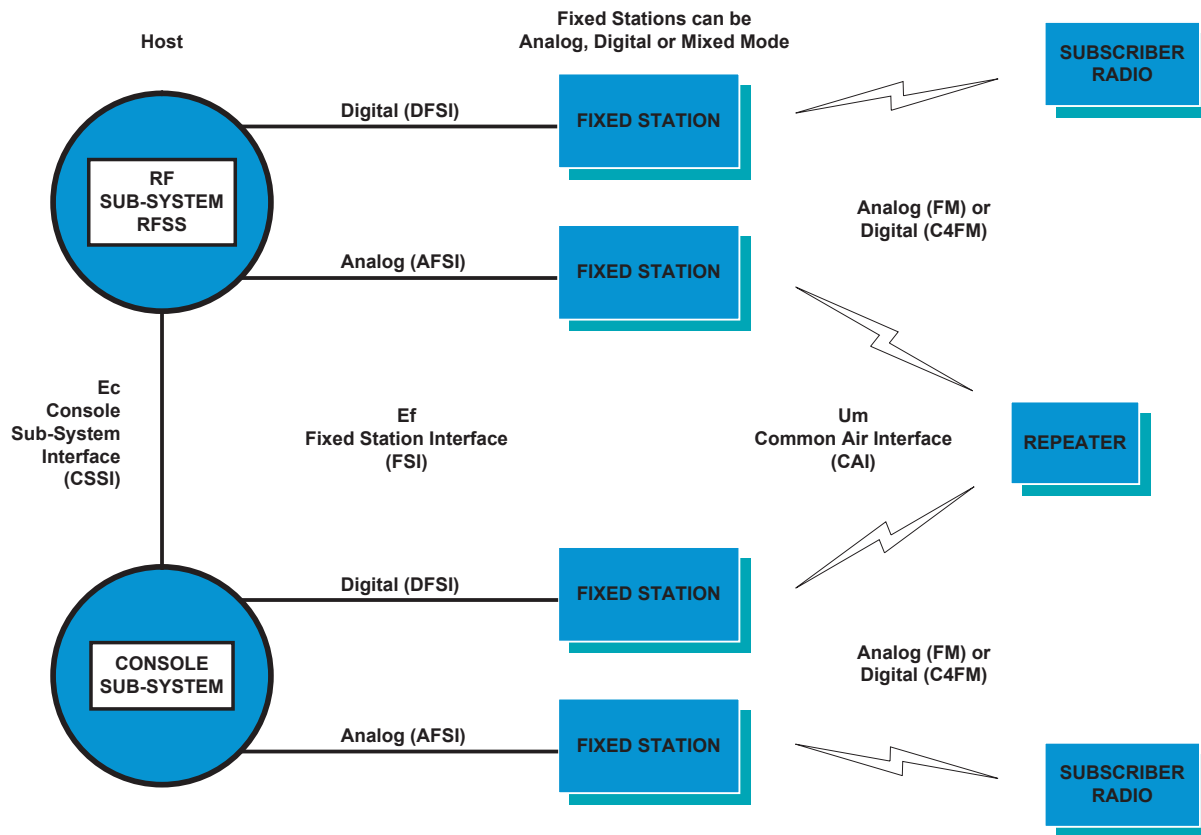 Host
Fixed Stations can be
Analog, Digital or Mixed Mode
SUBSCRIBER
RADIO
Digital (DFSI)
FIXED STATION
RF
SUB-SYSTEM
RFSS
Analog (FM) or
Digital (C4FM)
Analog (AFSI)
FIXED STATION
Ec
Console
Sub-System
Interface
(CSSI)
Ef
Fixed Station Interface
(FSI)
Um
Common Air Interface
(CAI)
REPEATER
Digital (DFSI)
FIXED STATION
CONSOLE
SUB-SYSTEM
Analog (FM) or
Digital (C4FM)
Analog (AFSI)
FIXED STATION
SUBSCRIBER
RADIO